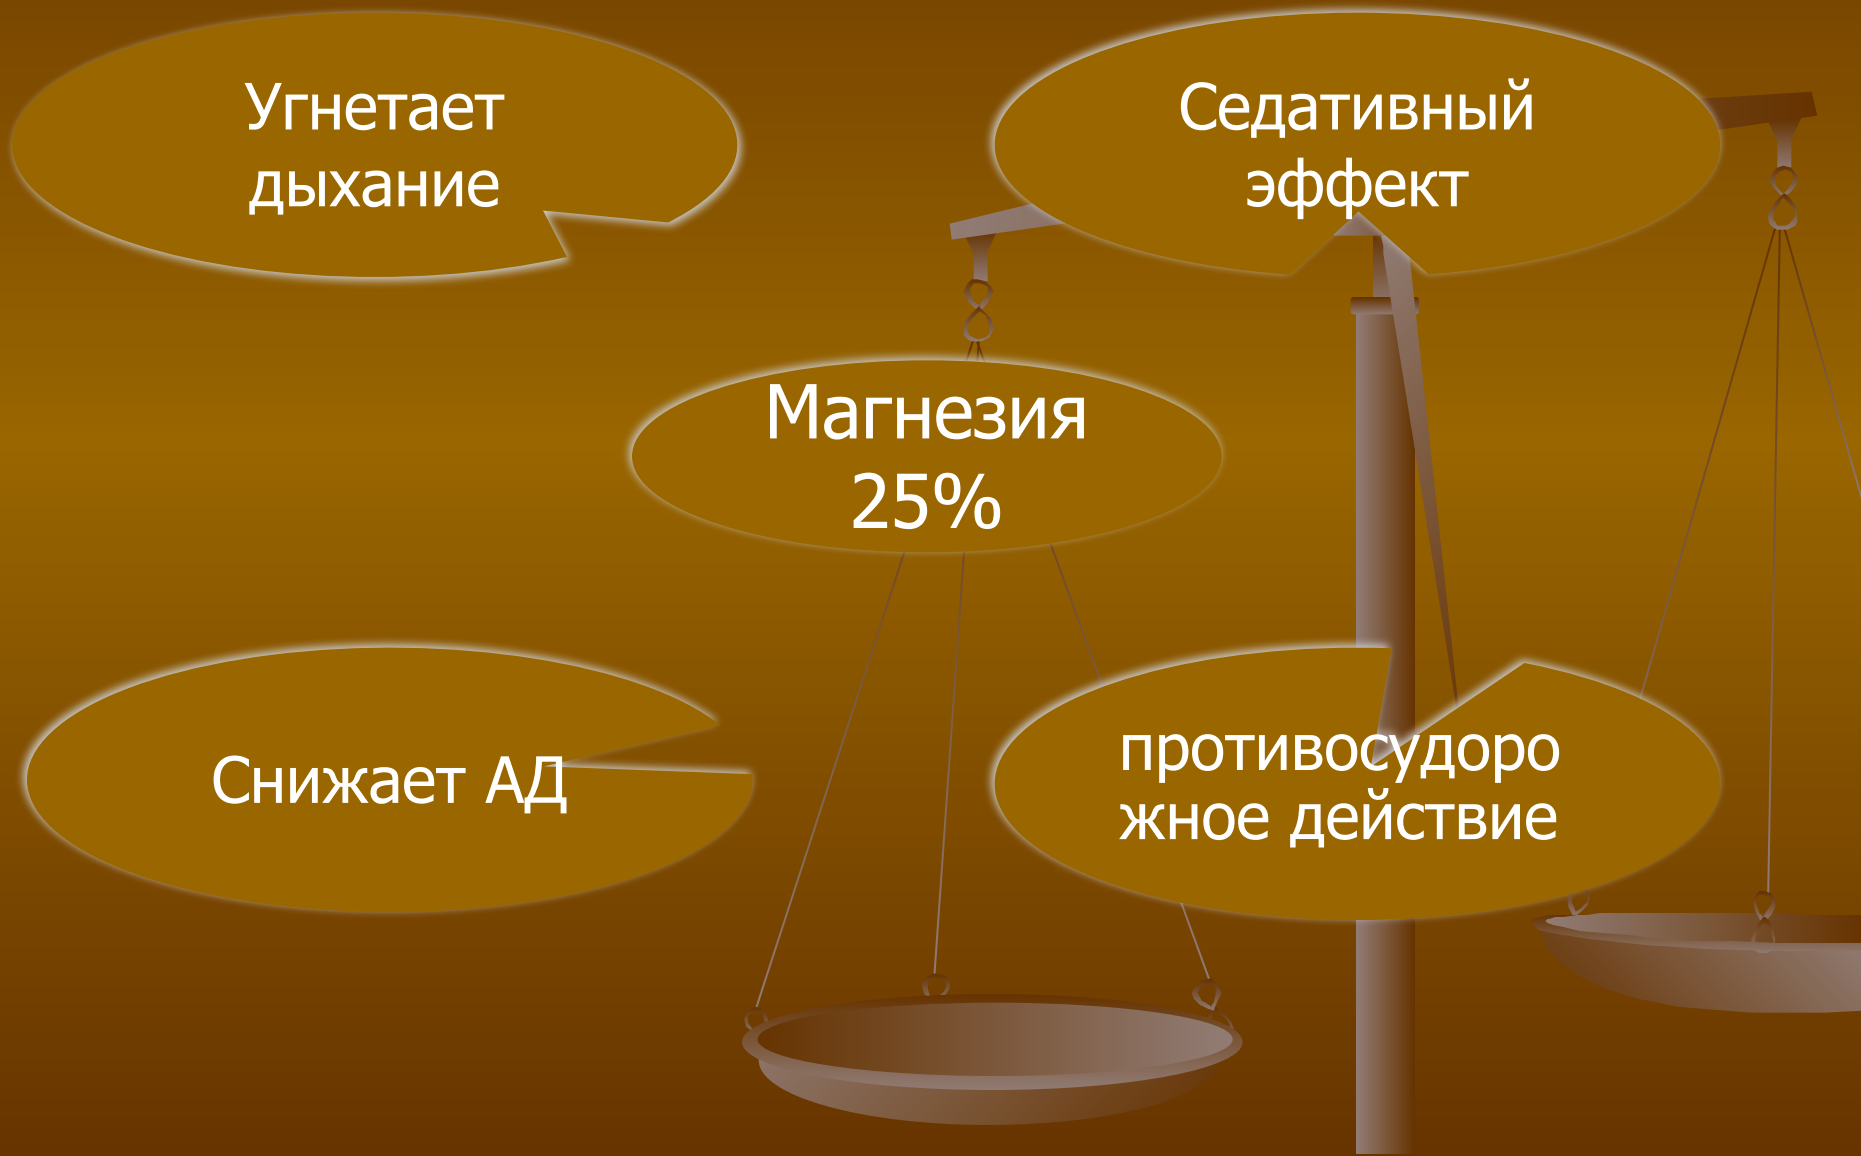 Угнетает
дыхание
Седативный
эффект
Магнезия
25%
Снижает АД
противосудоро
жное действие